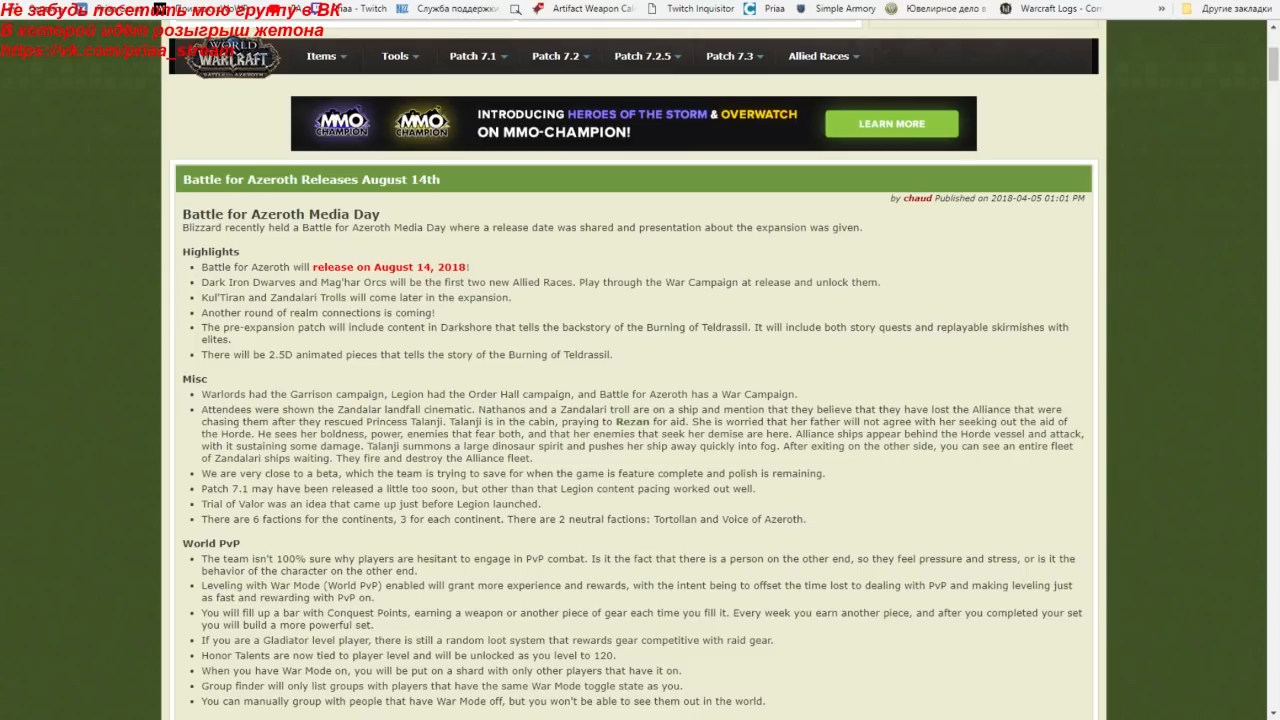 Не забудь посетить мою группу в ВК
В которой идёт розыгрыш жетона
https://vk.com/priaa_stream
Priaa - Twitch
Служба поддержки
Artifact Weapon Cal
Twitch Inquisitor
Priaa
Simple Armory
Ювелирное дело в
Warcraft Logs - Com
»
Другие закладки
WORLD
WARCRAFT
BATTLE FOR AZEROTH
Items
Tools
Patch 7.1
Patch 7.2
Patch 7.2.5
Patch 7.3
Allied Races
MMO
CHAMPION
MMO
CHAMPION
INTRODUCING HEROES OF THE STORM & OVERWATCH
ON MMO-CHAMPION!
LEARN MORE
Battle for Azeroth Releases August 14th
by chaud Published on 2018-04-05 01:01 PM
Battle for Azeroth Media Day
Blizzard recently held a Battle for Azeroth Media Day where a release date was shared and presentation about the expansion was given.
Highlights
Battle for Azeroth will release on August 14, 2018!
Dark Iron Dwarves and Mag'har Orcs will be the first two new Allied Races. Play through the War Campaign at release and unlock them.
Kul'Tiran and Zandalari Trolls will come later in the expansion.
Another round of realm connections is coming!
The pre-expansion patch will include content in Darkshore that tells the backstory of the Burning of Teldrassil. It will include both story quests and replayable skirmishes with
elites.
There will be 2.5D animated pieces that tells the story of the Burning of Teldrassil.
Misc
Warlords had the Garrison campaign, Legion had the Order Hall campaign, and Battle for Azeroth has a War Campaign.
Attendees were shown the Zandalar landfall cinematic. Nathanos and a Zandalari troll are on a ship and mention that they believe that they have lost the Alliance that were
chasing them after they rescued Princess Talanji. Talanji is in the cabin, praying to Rezan for aid. She is worried that her father will not agree with her seeking out the aid of
the Horde. He sees her boldness, power, enemies that fear both, and that her enemies that seek her demise are here. Alliance ships appear behind the Horde vessel and attack,
with it sustaining some damage. Talanji summons a large dinosaur spirit and pushes her ship away quickly into fog. After exiting on the other side, you can see an entire fleet
of Zandalari ships waiting. They fire and destroy the Alliance fleet.
We are very close to a beta, which the team is trying to save for when the game is feature complete and polish is remaining.
Patch 7.1 may have been released a little too soon, but other than that Legion content pacing worked out well.
Trial of Valor was an idea that came up just before Legion launched.
There are 6 factions for the continents, 3 for each continent. There are 2 neutral factions: Tortollan and Voice of Azeroth.
World PvP
The team isn't 100% sure why players are hesitant to engage in PvP combat. Is it the fact that there is a person on the other end, so they feel pressure and stress, or is it the
behavior of the character on the other end.
Leveling with War Mode (World PvP) enabled will grant more experience and rewards, with the intent being to offset the time lost to dealing with PvP and making leveling just
as fast and rewarding with PvP on.
You will fill up a bar with Conquest Points, earning a weapon or another piece of gear each time you fill it. Every week you earn another piece, and after you completed your set
you will build a more powerful set.
If you are a Gladiator level player, there is still a random loot system that rewards gear competitive with raid gear.
Honor Talents are now tied to player level and will be unlocked as you level to 120.
When you have War Mode on, you will be put on a shard with only other players that have it on.
Group finder will only list groups with players that have the same War Mode toggle state as you.
You can manually group with people that have War Mode off, but you won't be able to see them out in the world.